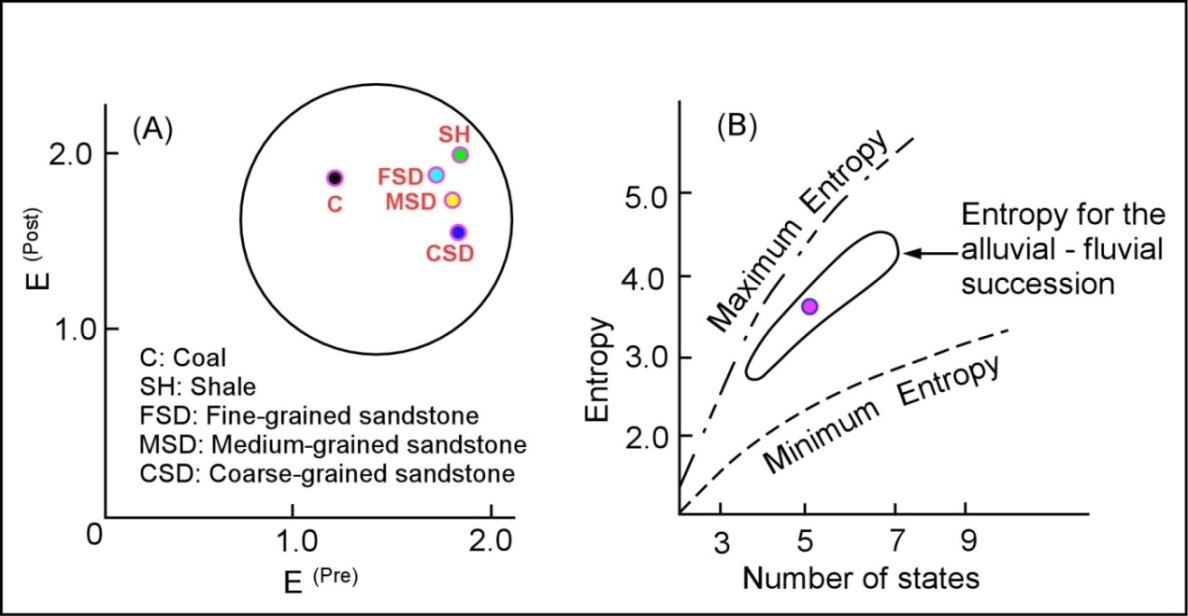 (A)
2.0
1.0
0
1.0
2.0
E (Post)
E (Pre)
SH
FSD
C
MSD
CSD
C: Coal
SH: Shale
FSD: Fine-grained sandstone
MSD: Medium-grained sandstone
CSD: Coarse-grained sandstone
(B)
5.0
4.0
3.0
2.0
Entropy
Maximum Entropy
Minimum Entropy
Entropy for the
alluvial - fluvial
succession
3
5
7
9
Number of states